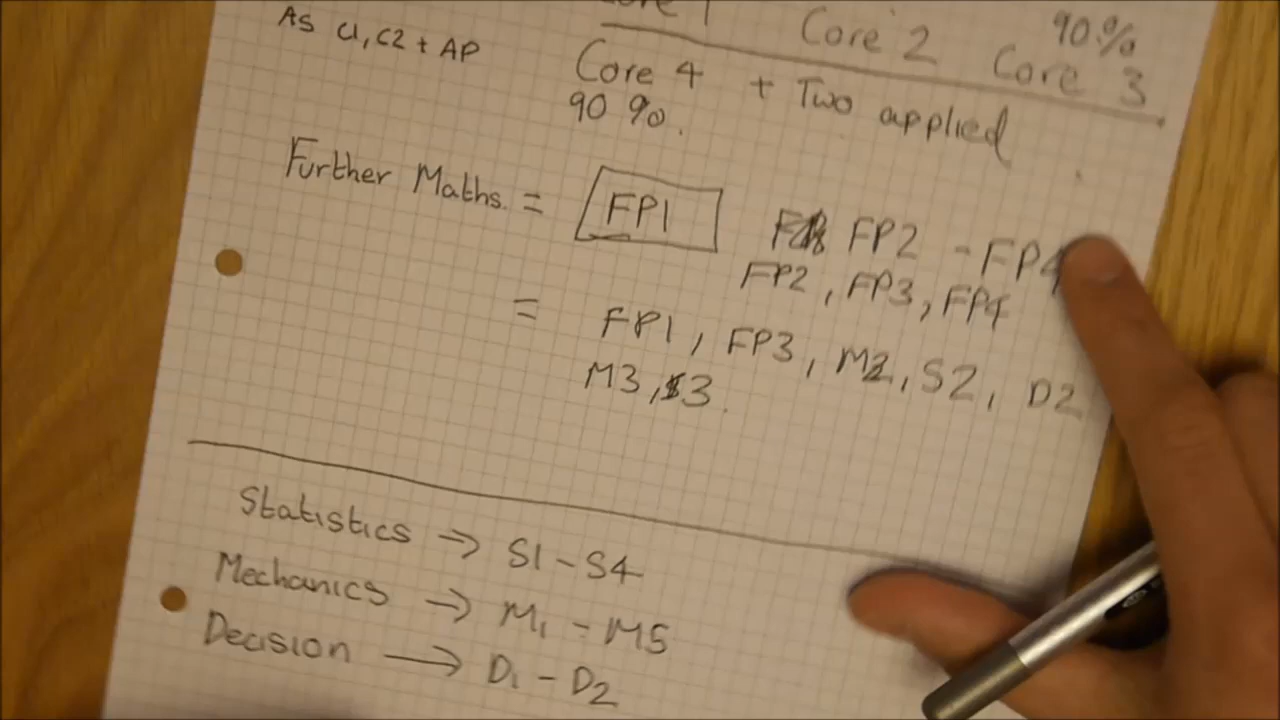 Core 1 Core 2 90% Core 3
As C1, C2 + AP
Core 4 + Two applied
90 %.
Further Maths. = FP1 FP2 - FP4
FP2, FP3, FP4
= FP1, FP3, M2, S2, D2
M3, S3.
Statistics → S1 - S4
Mechanics → M1 - M5
Decision → D1 - D2